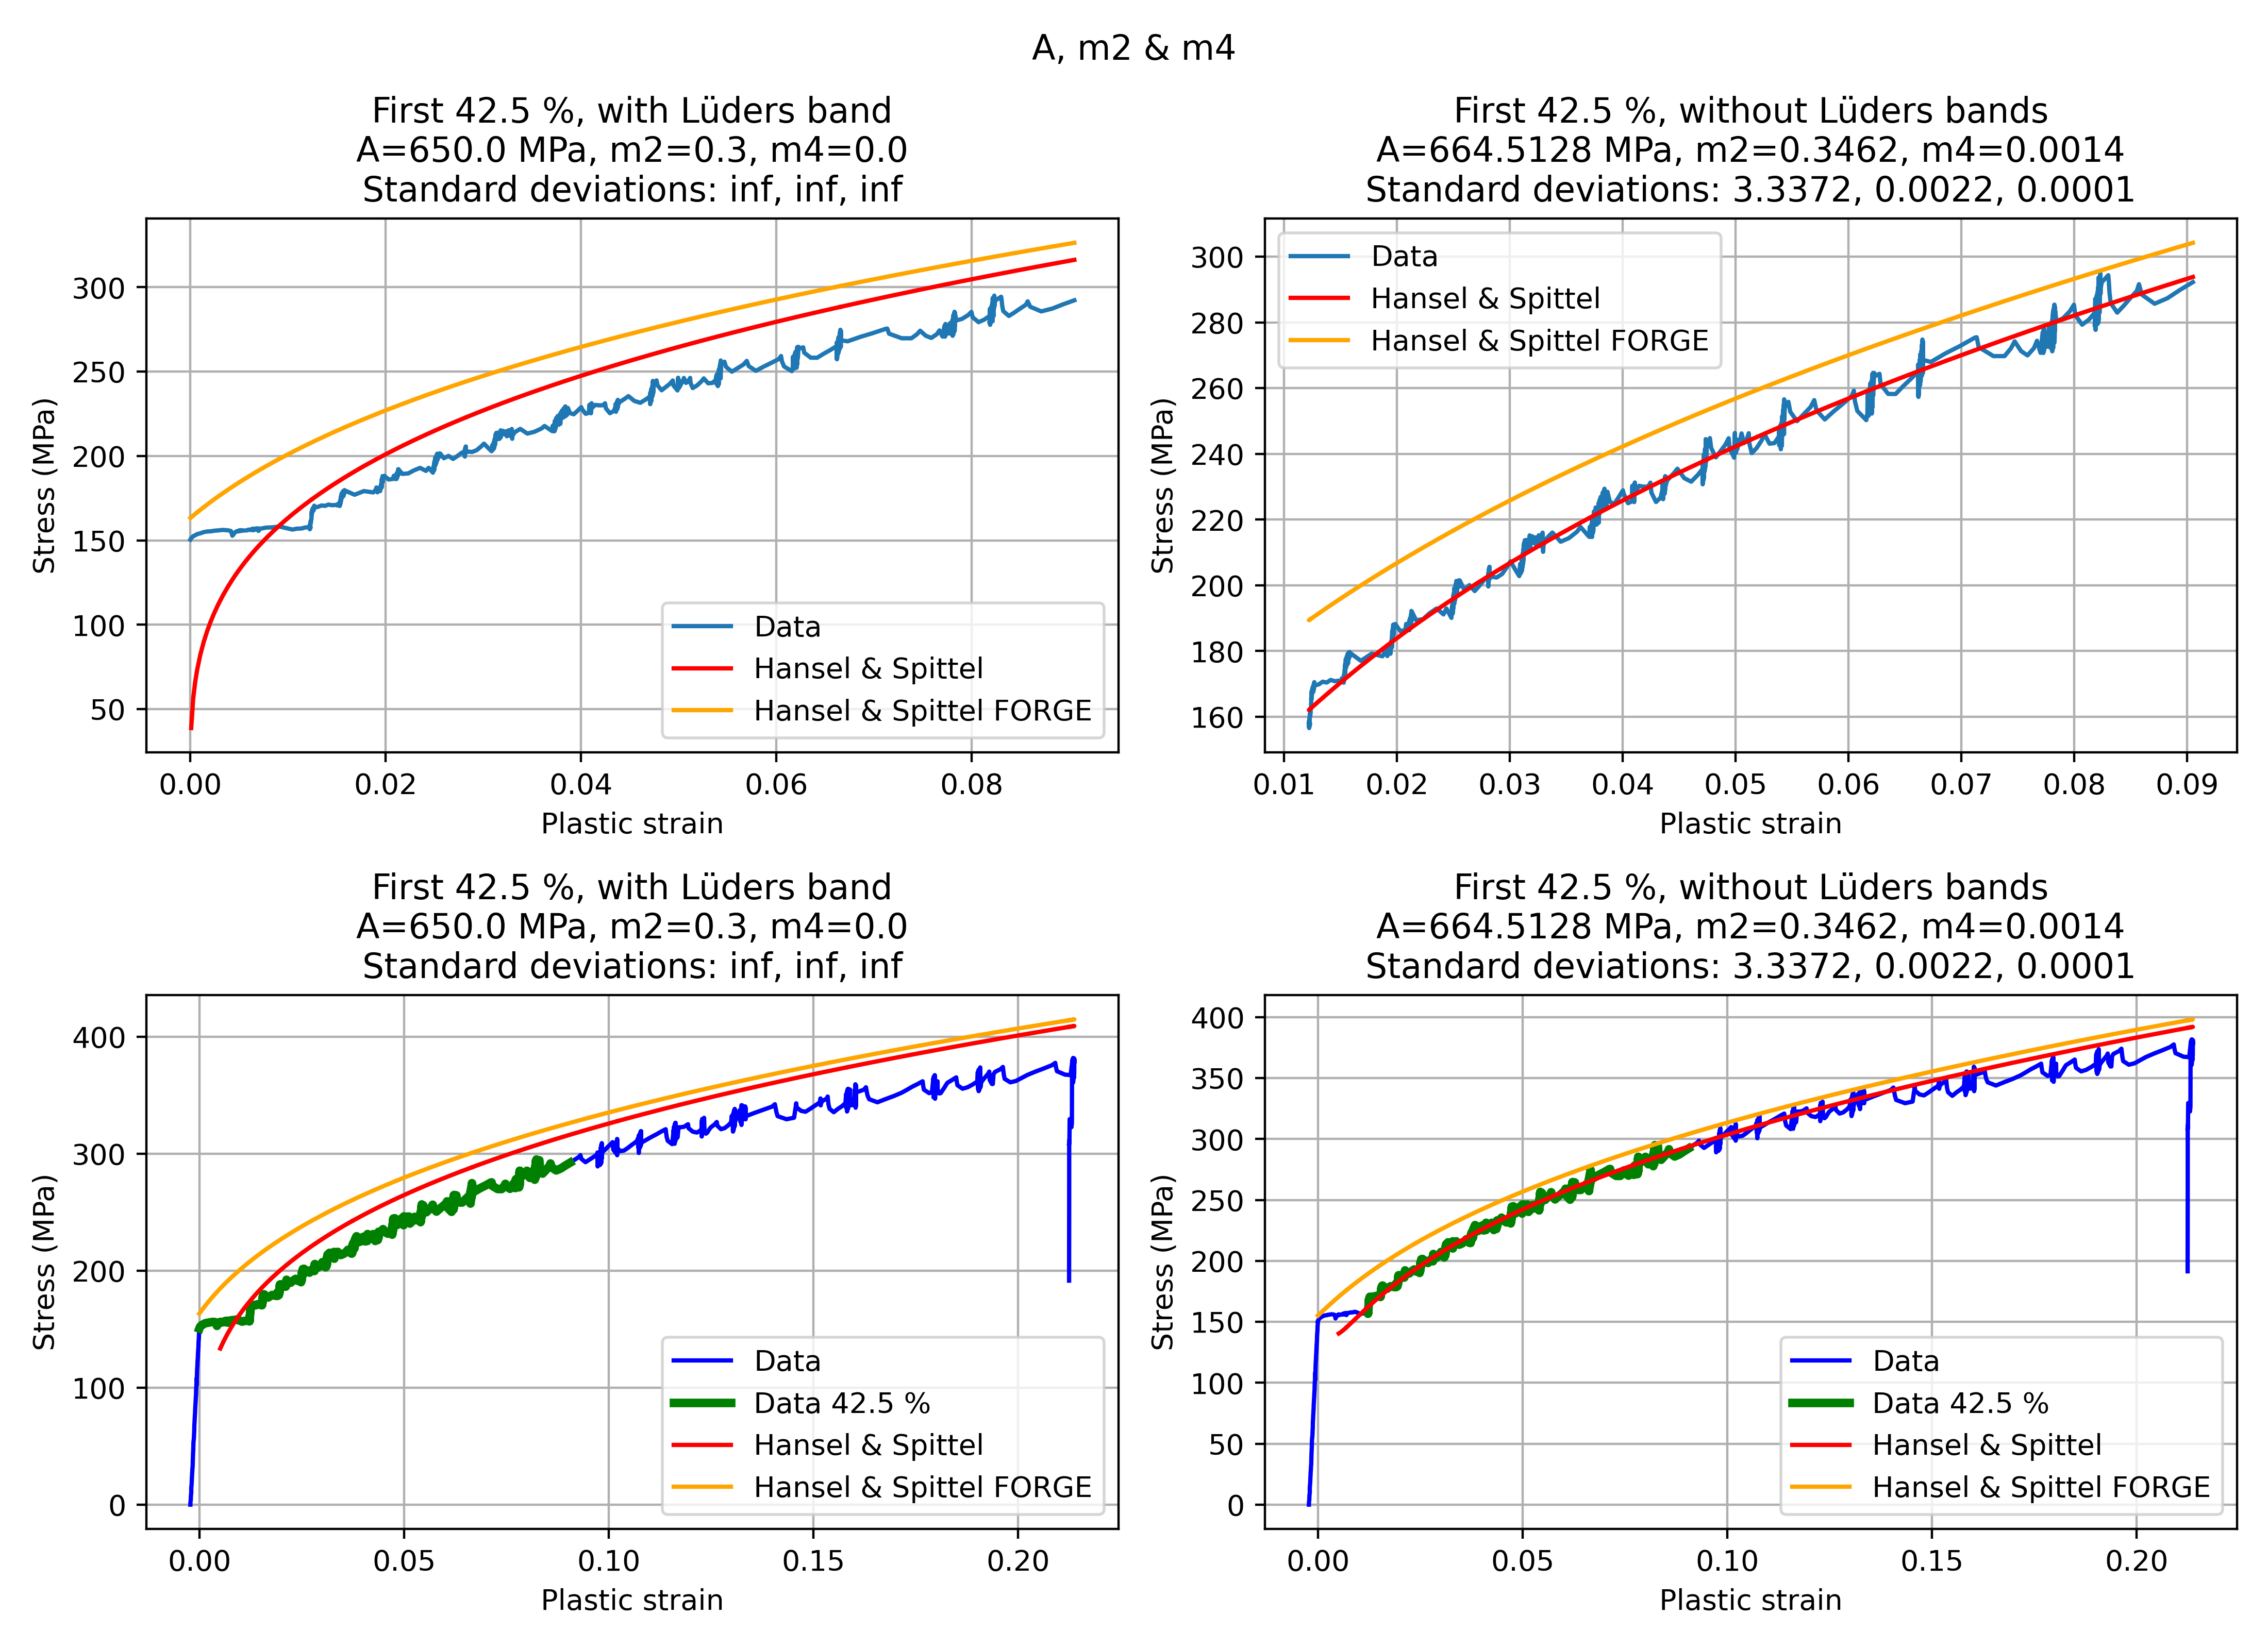 A, m2 & m4
First 42.5 %, with Lüders band
A=650.0 MPa, m2=0.3, m4=0.0
Standard deviations: inf, inf, inf
300
250
200
150
100
50
Stress (MPa)
Data
Hansel & Spittel
Hansel & Spittel FORGE
0.00 0.02 0.04 0.06 0.08
Plastic strain
First 42.5 %, without Lüders bands
A=664.5128 MPa, m2=0.3462, m4=0.0014
Standard deviations: 3.3372, 0.0022, 0.0001
300
280
260
240
220
200
180
160
Stress (MPa)
Data
Hansel & Spittel
Hansel & Spittel FORGE
0.01 0.02 0.03 0.04 0.05 0.06 0.07 0.08 0.09
Plastic strain
First 42.5 %, with Lüders band
A=650.0 MPa, m2=0.3, m4=0.0
Standard deviations: inf, inf, inf
400
300
200
100
0
Stress (MPa)
Data
Data 42.5 %
Hansel & Spittel
Hansel & Spittel FORGE
0.00 0.05 0.10 0.15 0.20
Plastic strain
First 42.5 %, without Lüders bands
A=664.5128 MPa, m2=0.3462, m4=0.0014
Standard deviations: 3.3372, 0.0022, 0.0001
400
350
300
250
200
150
100
50
0
Stress (MPa)
Data
Data 42.5 %
Hansel & Spittel
Hansel & Spittel FORGE
0.00 0.05 0.10 0.15 0.20
Plastic strain